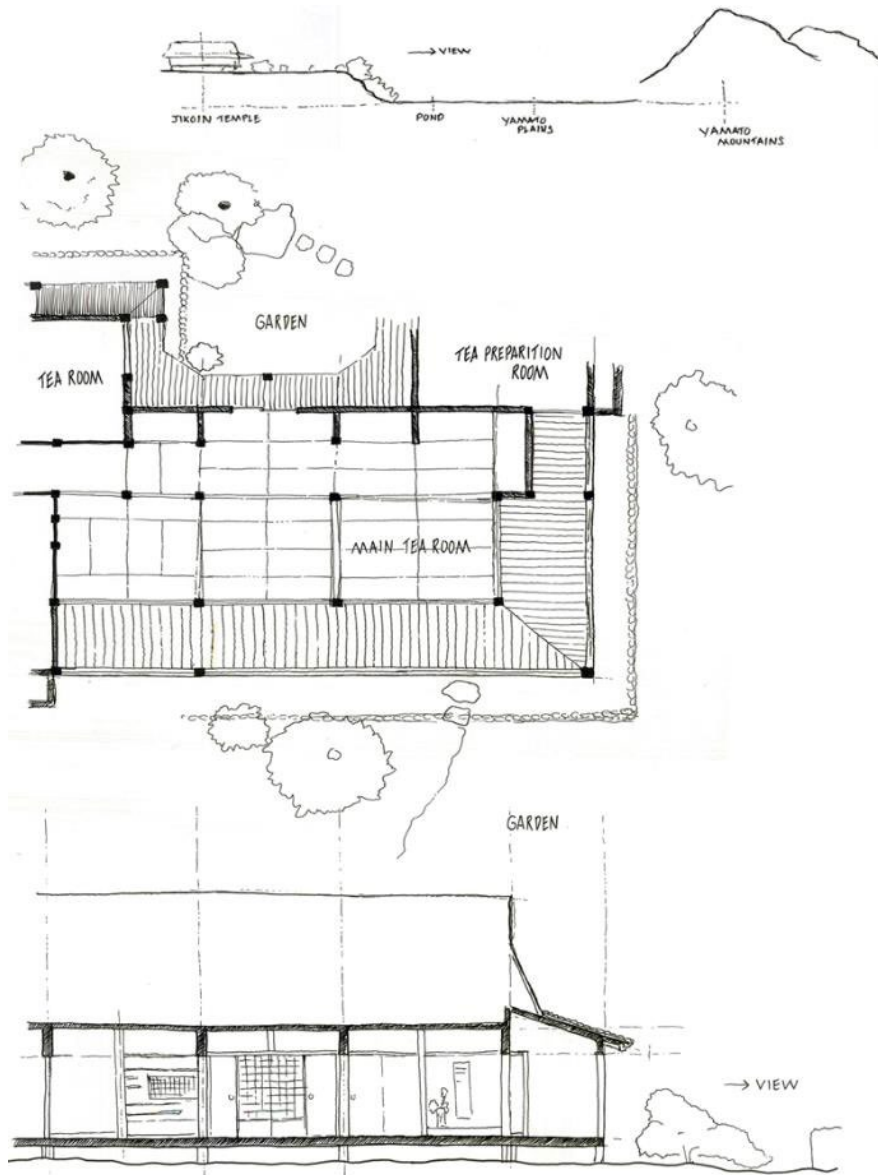 → VIEW
JIKOIN TEMPLE
POND
YAMATO
PLAINS
YAMATO
MOUNTAINS
GARDEN
TEA PREPARITION
ROOM
TEA ROOM
MAIN TEA ROOM
GARDEN
→ VIEW